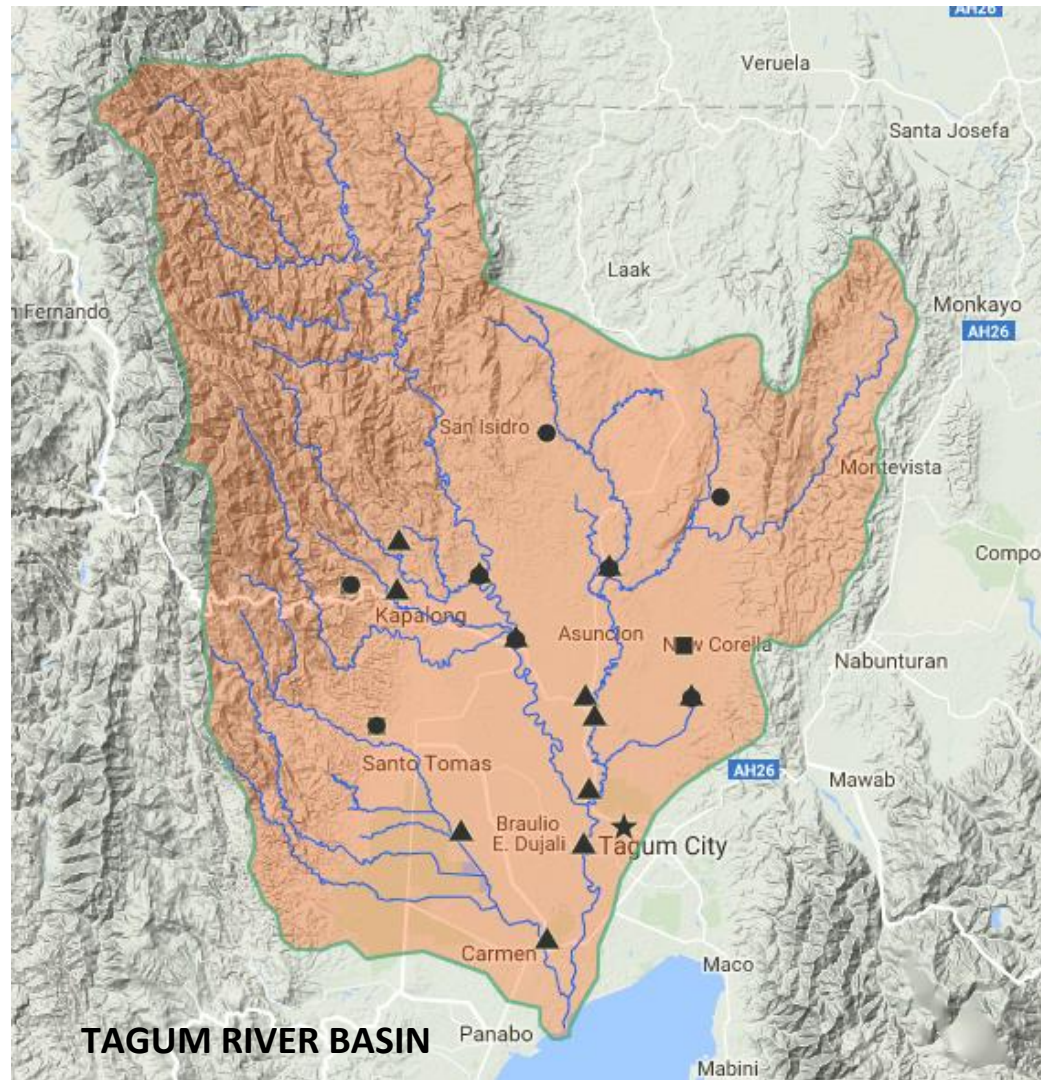 AH26
Veruela
Santa Josefa
Laak
n Fernando
Monkayo
AH26
San Isidro
Montevista
Compo
Kapalong
Asuncion
New Corella
Nabunturan
Santo Tomas
AH26
Mawab
Braulio
E. Dujali
Tagum City
Carmen
Maco
TAGUM RIVER BASIN
Panabo
Mabini